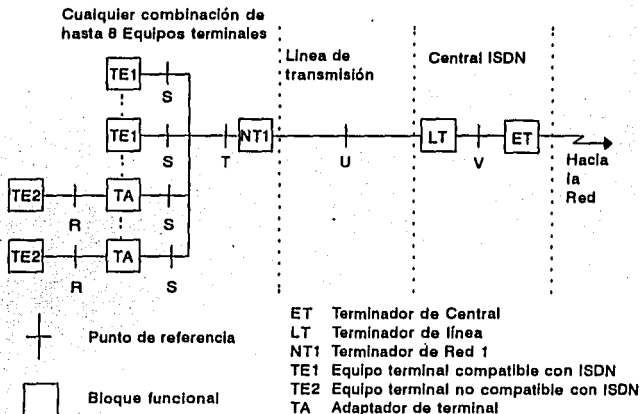 Cualquier combinación de
hasta 8 Equipos terminales
Linea de
transmisión
Central ISDN
TE1
S
TE1
S
T
NT1
U
LT
V
ET
Hacia
la
Red
TE2
R
TA
S
TE2
R
TA
S
Punto de referencia
Bloque funcional
ET Terminador de Central
LT Terminador de línea
NT1 Terminador de Red 1
TE1 Equipo terminal compatible con ISDN
TE2 Equipo terminal no compatible con ISDN
TA Adaptador de terminal